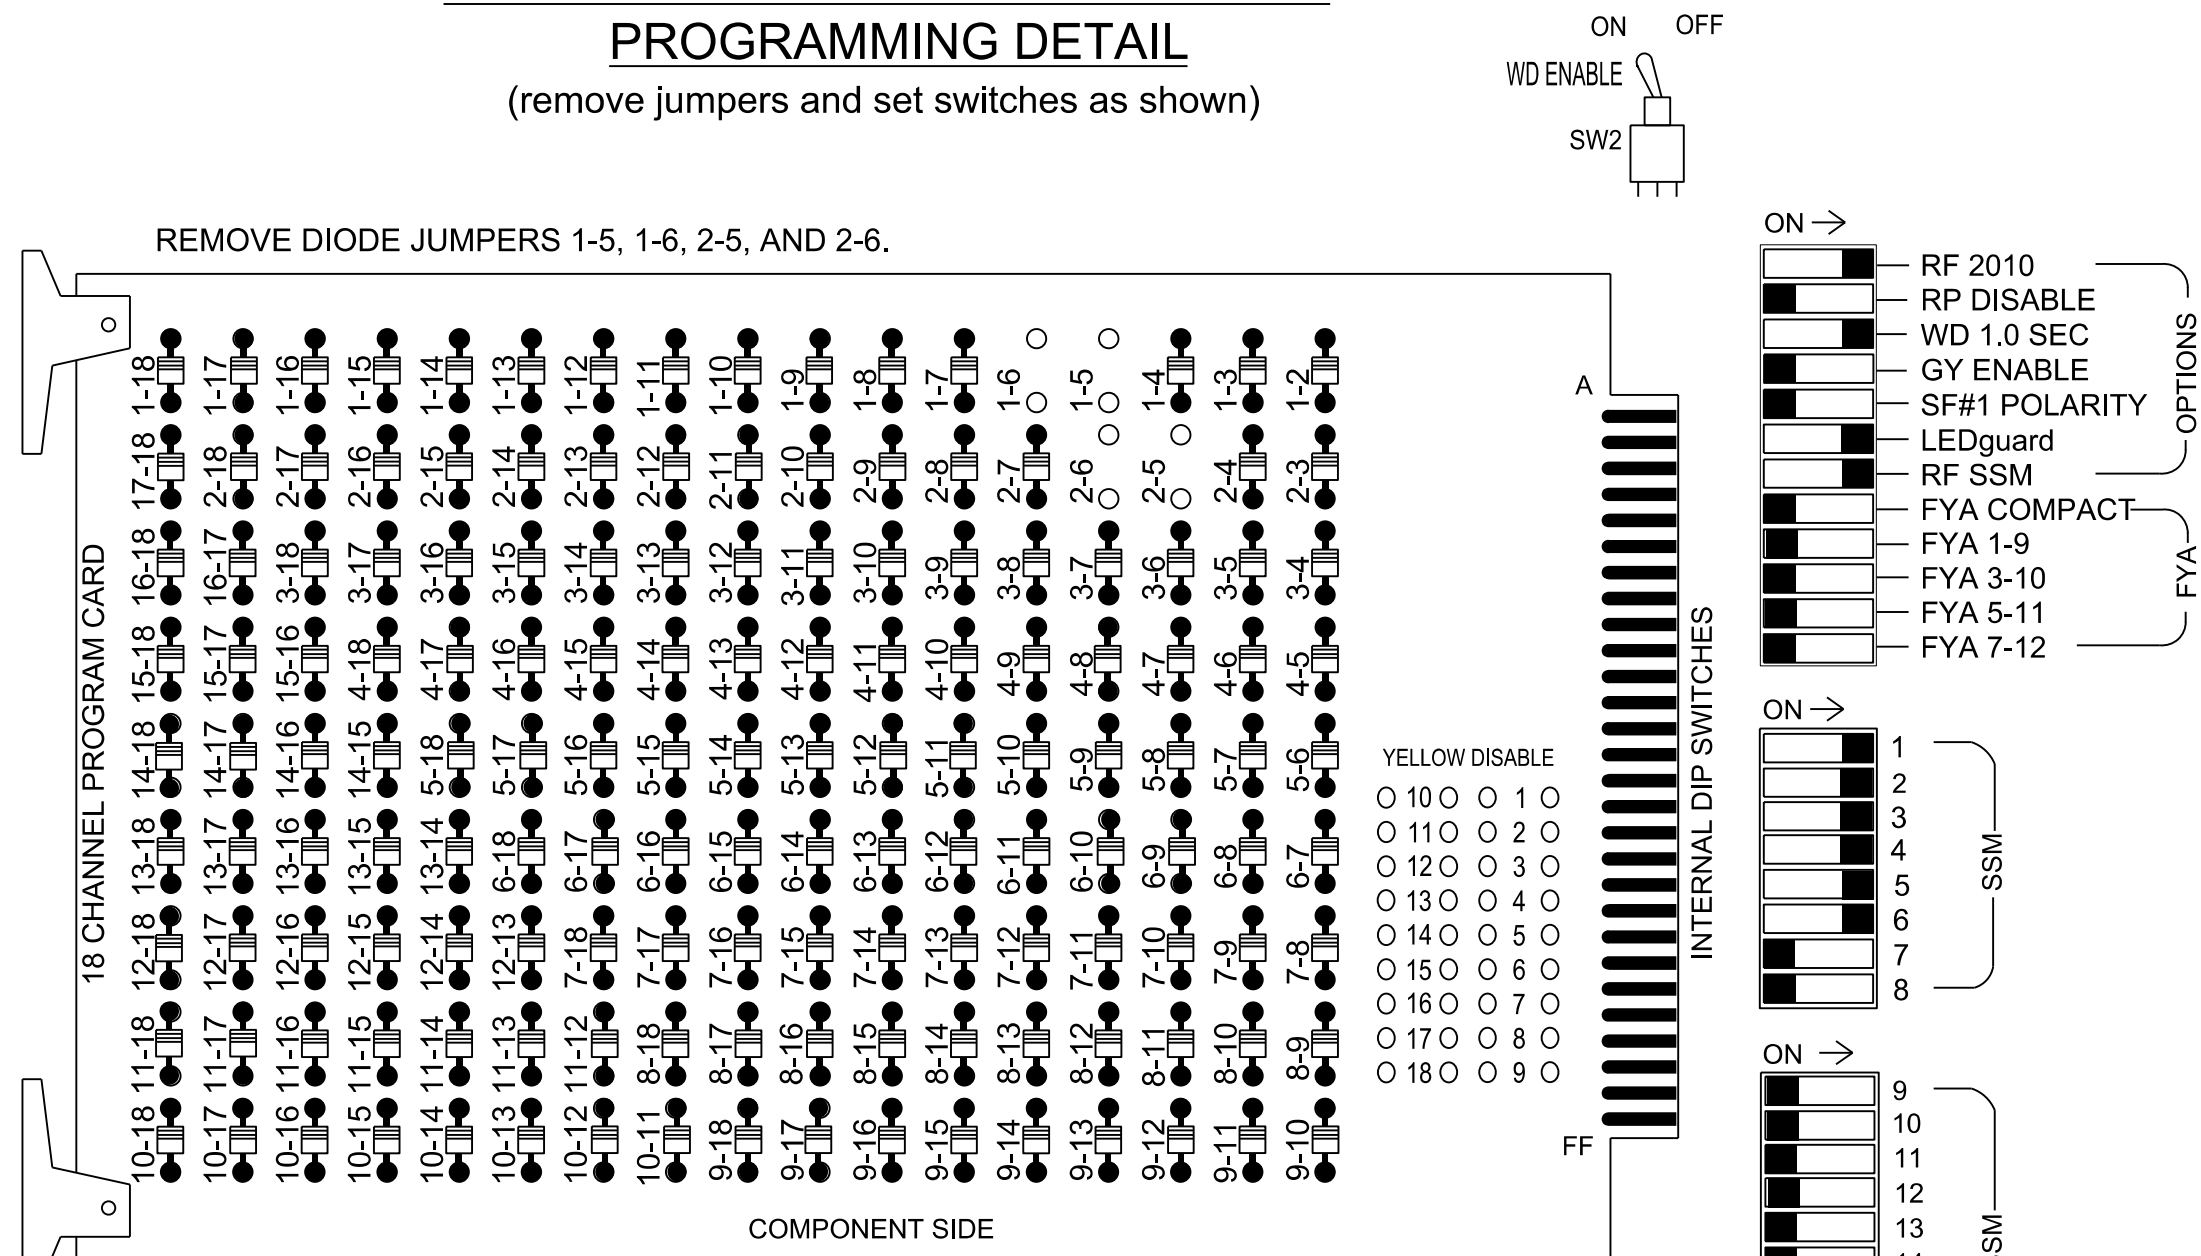 PROGRAMMING DETAIL
(remove jumpers and set switches as shown)
ON OFF
WD ENABLE
SW2
REMOVE DIODE JUMPERS 1-5, 1-6, 2-5, AND 2-6.
18 CHANNEL PROGRAM CARD
1-18 1-17 1-16 1-15 1-14 1-13 1-12 1-11 1-10 1-9 1-8 1-7 1-6 1-5 1-4 1-3 1-2
17-18 2-18 2-17 2-16 2-15 2-14 2-13 2-12 2-11 2-10 2-9 2-8 2-7 2-6 2-5 2-4 2-3
16-18 16-17 3-18 3-17 3-16 3-15 3-14 3-13 3-12 3-11 3-10 3-9 3-8 3-7 3-6 3-5 3-4
15-18 15-17 15-16 4-18 4-17 4-16 4-15 4-14 4-13 4-12 4-11 4-10 4-9 4-8 4-7 4-6 4-5
14-18 14-17 14-16 14-15 5-18 5-17 5-16 5-15 5-14 5-13 5-12 5-11 5-10 5-9 5-8 5-7 5-6
13-18 13-17 13-16 13-15 13-14 6-18 6-17 6-16 6-15 6-14 6-13 6-12 6-11 6-10 6-9 6-8 6-7
12-18 12-17 12-16 12-15 12-14 12-13 7-18 7-17 7-16 7-15 7-14 7-13 7-12 7-11 7-10 7-9 7-8
11-18 11-17 11-16 11-15 11-14 11-13 11-12 8-18 8-17 8-16 8-15 8-14 8-13 8-12 8-11 8-10 8-9
10-18 10-17 10-16 10-15 10-14 10-13 10-12 10-11 9-18 9-17 9-16 9-15 9-14 9-13 9-12 9-11 9-10
COMPONENT SIDE
YELLOW DISABLE
10 1
11 2
12 3
13 4
14 5
15 6
16 7
17 8
18 9
A
FF
INTERNAL DIP SWITCHES
ON
RF 2010
RP DISABLE
WD 1.0 SEC
GY ENABLE
SF#1 POLARITY
LEDguard
RF SSM
OPTIONS
FYA COMPACT
FYA 1-9
FYA 3-10
FYA 5-11
FYA 7-12
FYA
ON
1
2
3
4
5
6
7
8
SSM
ON
9
10
11
12
13